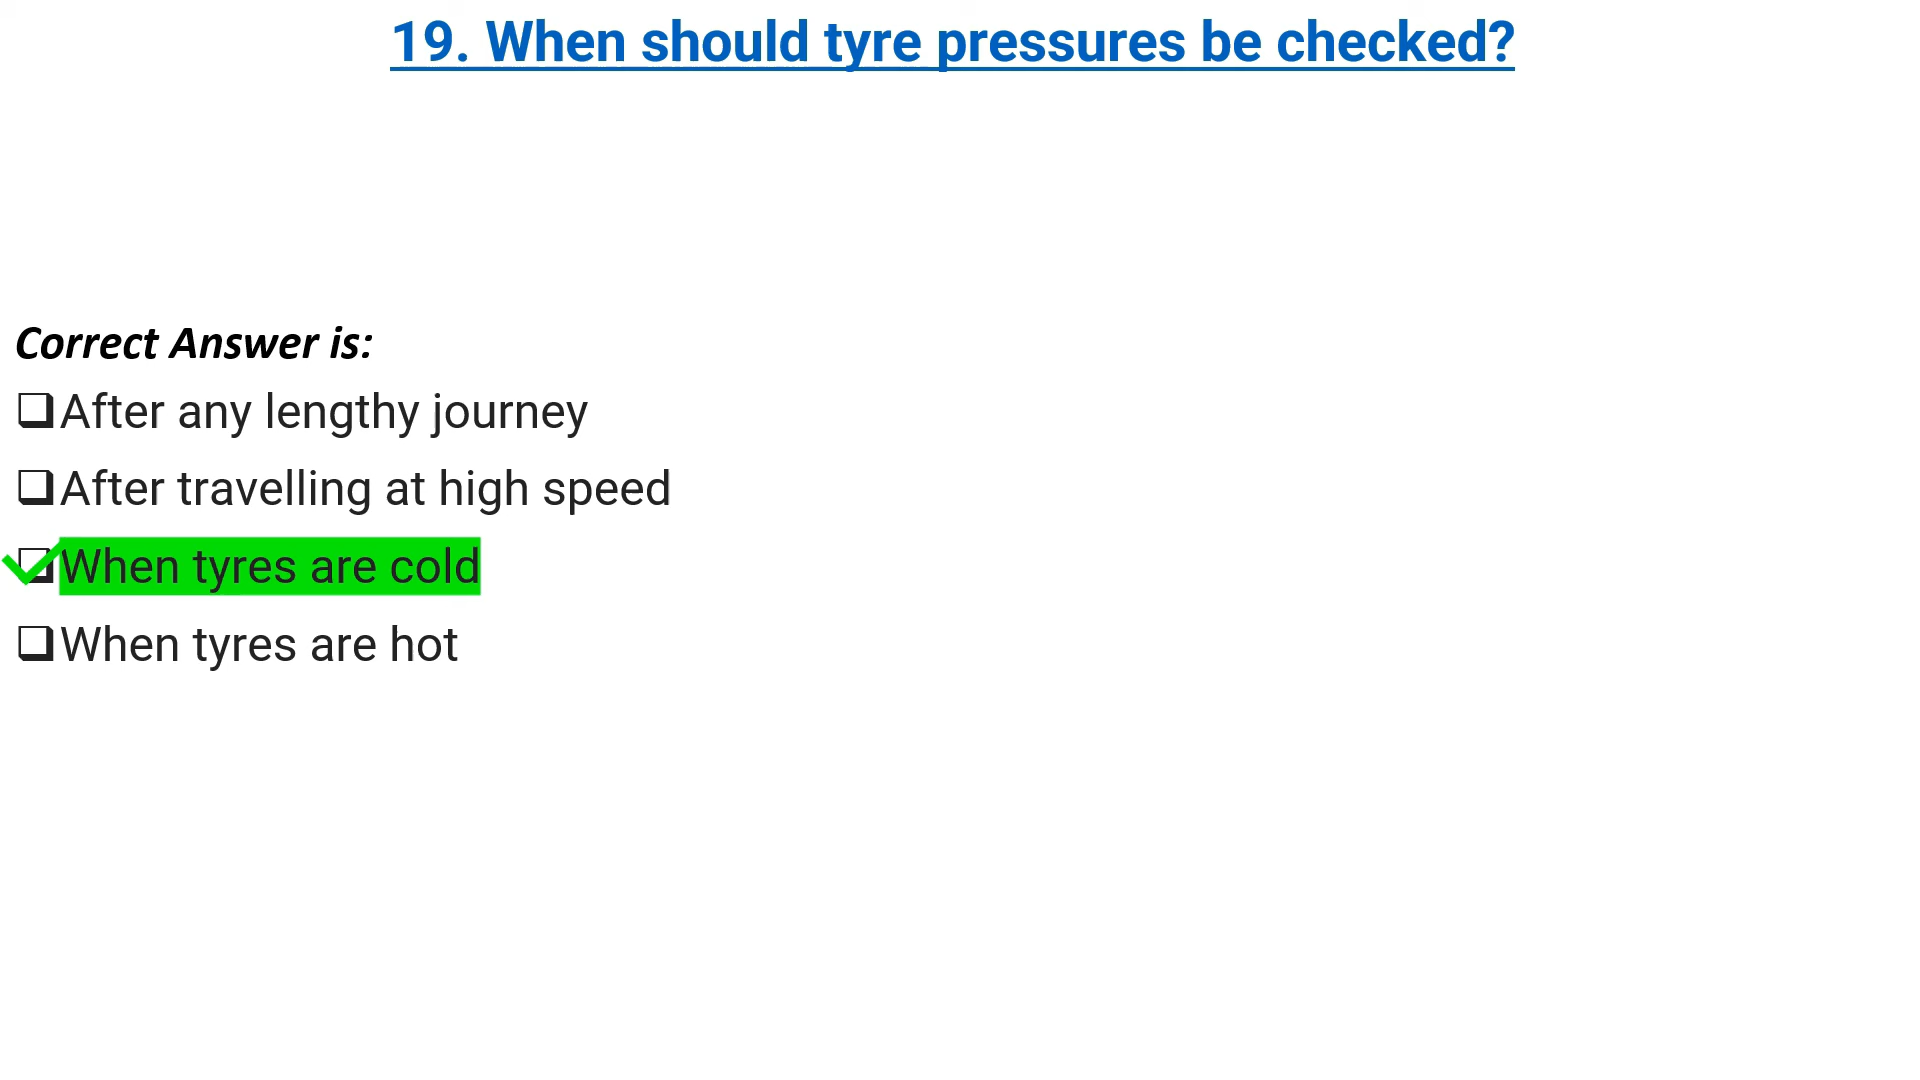 19. When should tyre pressures be checked?
Correct Answer is:
After any lengthy journey
After travelling at high speed
When tyres are cold
When tyres are hot